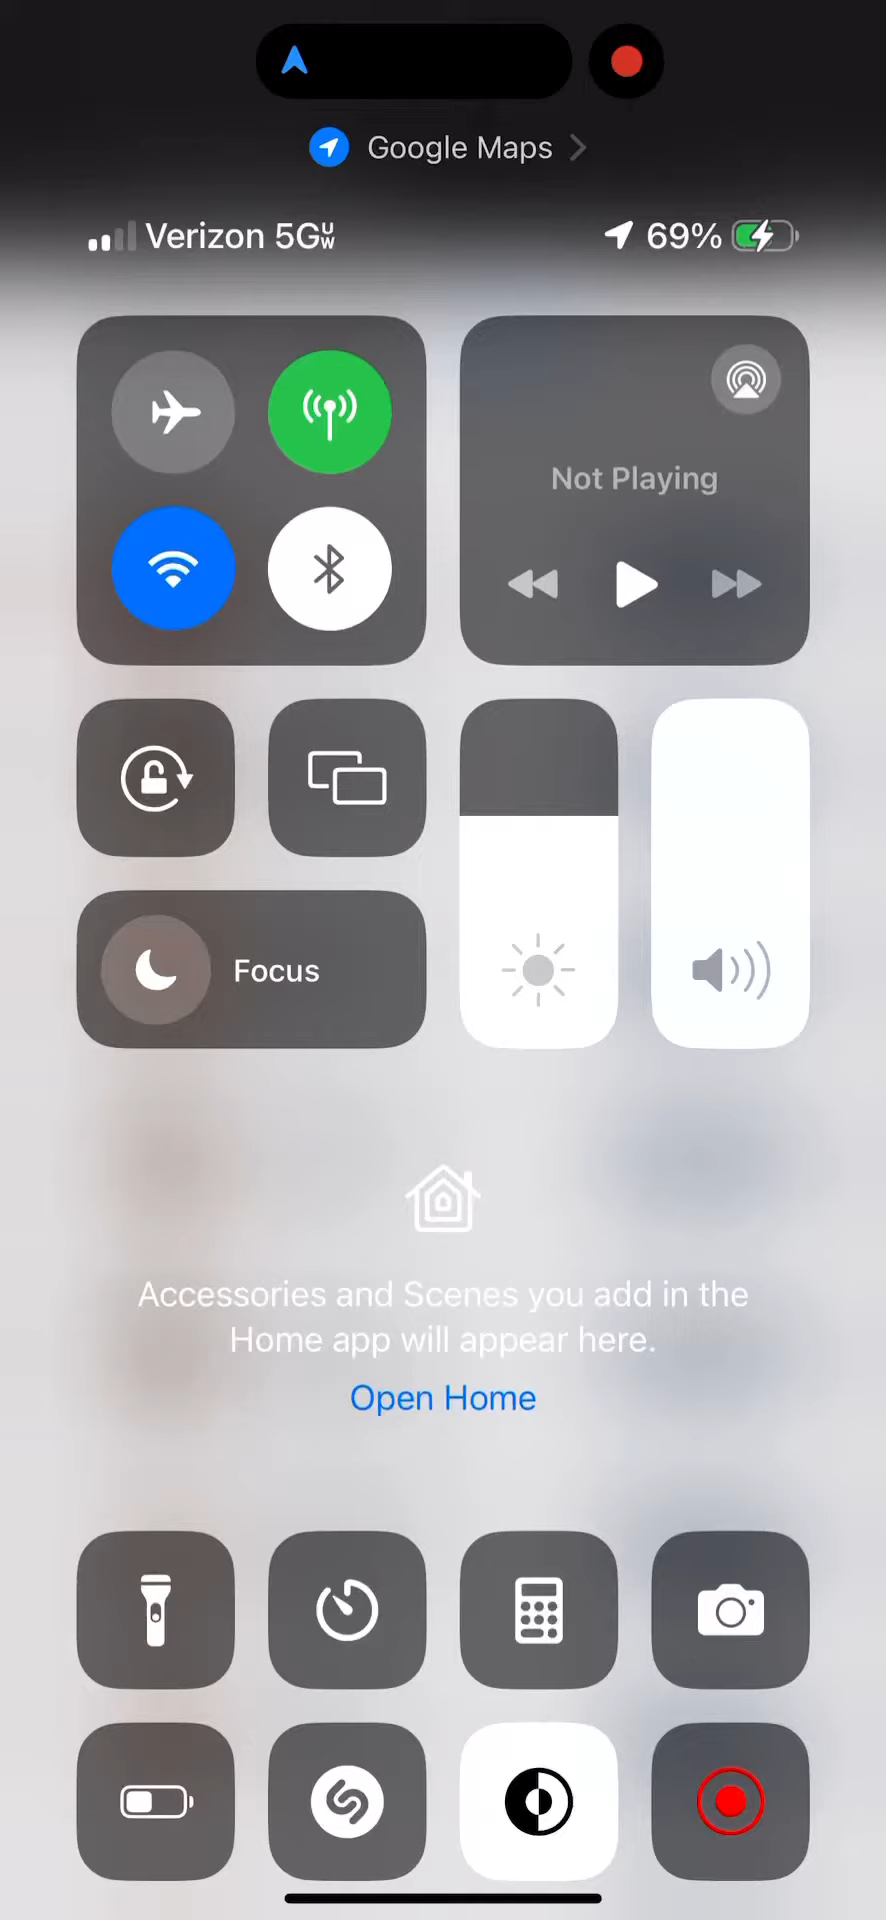 Google Maps
Verizon 5GUW
69%
Not Playing
Focus
Accessories and Scenes you add in the
Home app will appear here.
Open Home